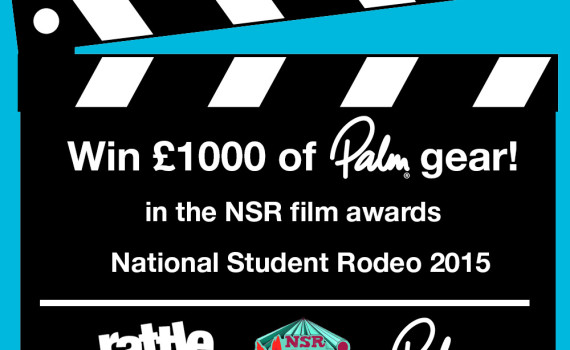 Win £1000 of Palm® gear!
in the NSR film awards
National Student Rodeo 2015
rattle NSR Palm